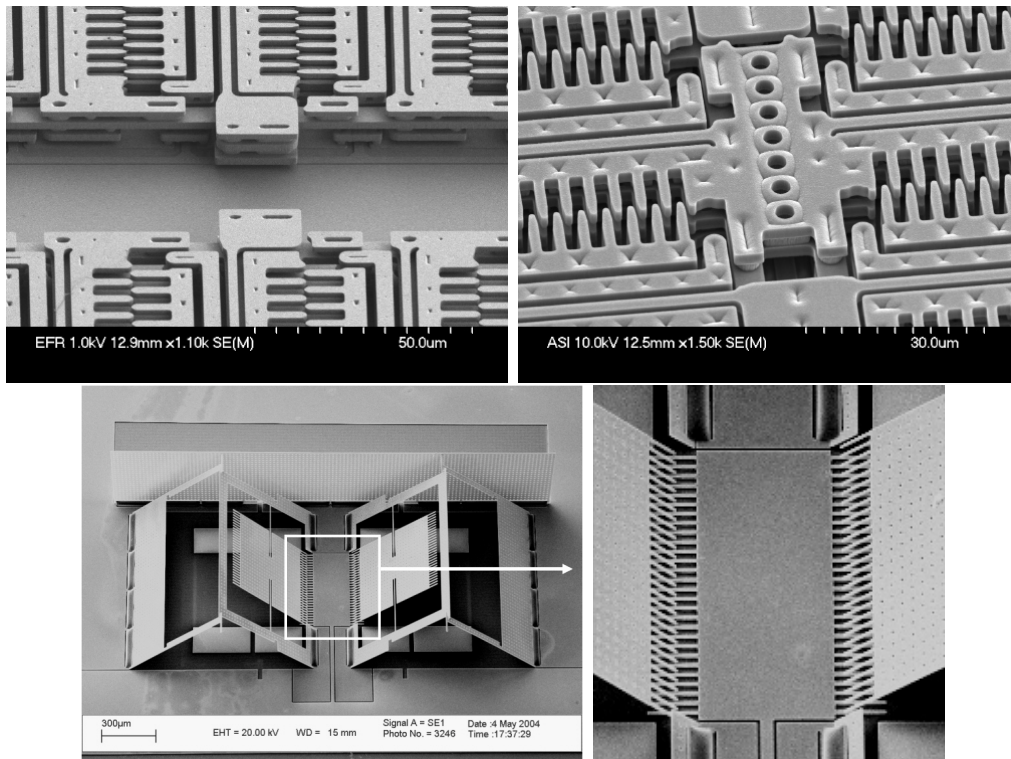 EFR 1.0kV 12.9mm x1.10k SE(M) 50.0um
ASI 10.0kV 12.5mm x1.50k SE(M) 30.0um
300µm
EHT = 20.00 kV WD = 15 mm
Signal A = SE1
Photo No. = 3246
Date :4 May 2004
Time :17:37:29